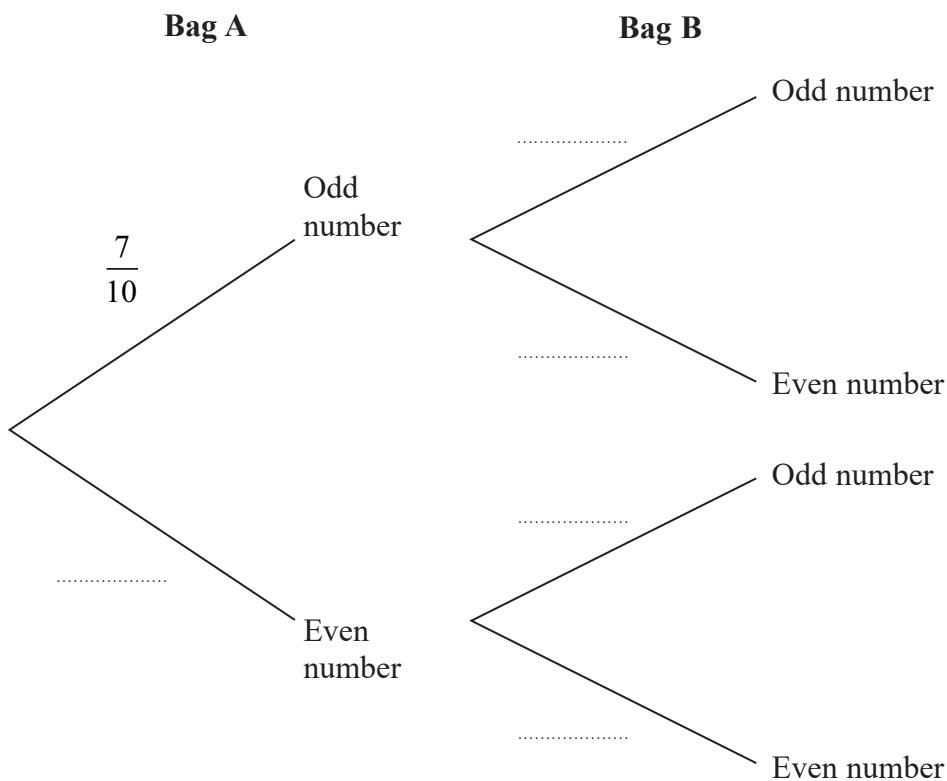 Bag A
Bag B
Odd number
....................
Odd
number
7
10
....................
Even number
Odd number
....................
....................
Even
number
....................
Even number